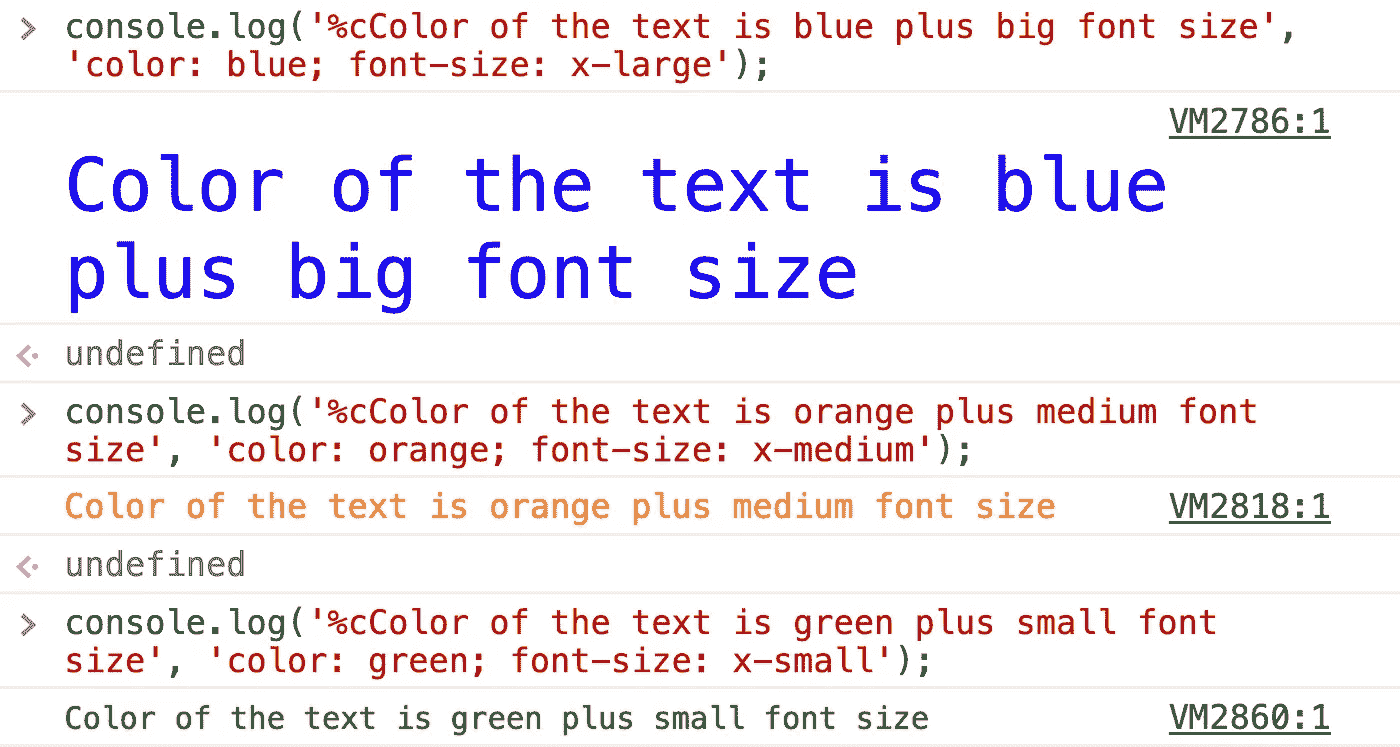 > console.log('%cColor of the text is blue plus big font size',
'color: blue; font-size: x-large');
VM2786:1
Color of the text is blue
plus big font size
undefined
> console.log('%cColor of the text is orange plus medium font
size', 'color: orange; font-size: x-medium');
Color of the text is orange plus medium font size VM2818:1
undefined
> console.log('%cColor of the text is green plus small font
size', 'color: green; font-size: x-small');
Color of the text is green plus small font size VM2860:1